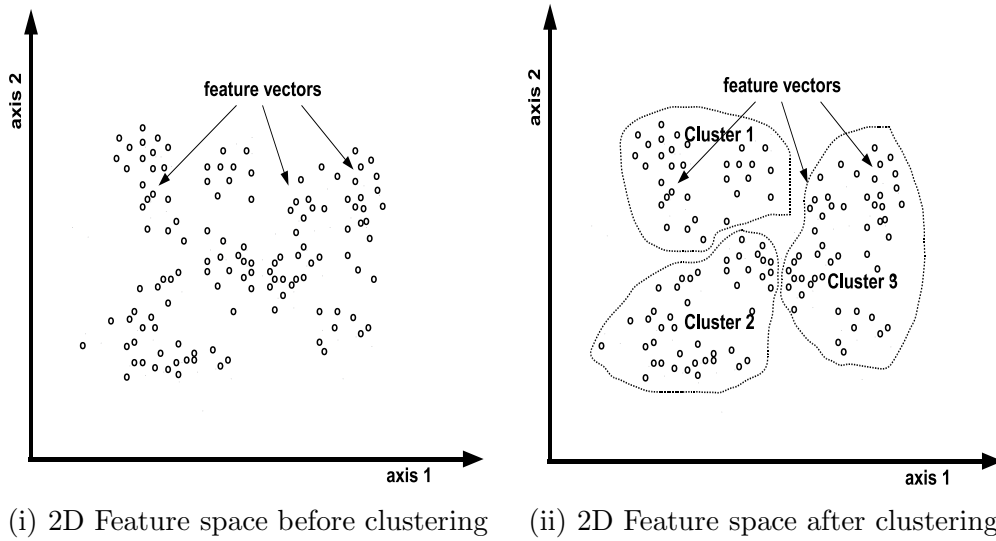 axis 2
feature vectors
axis 1
(i) 2D Feature space before clustering
axis 2
feature vectors
Cluster 1
Cluster 3
Cluster 2
axis 1
(ii) 2D Feature space after clustering